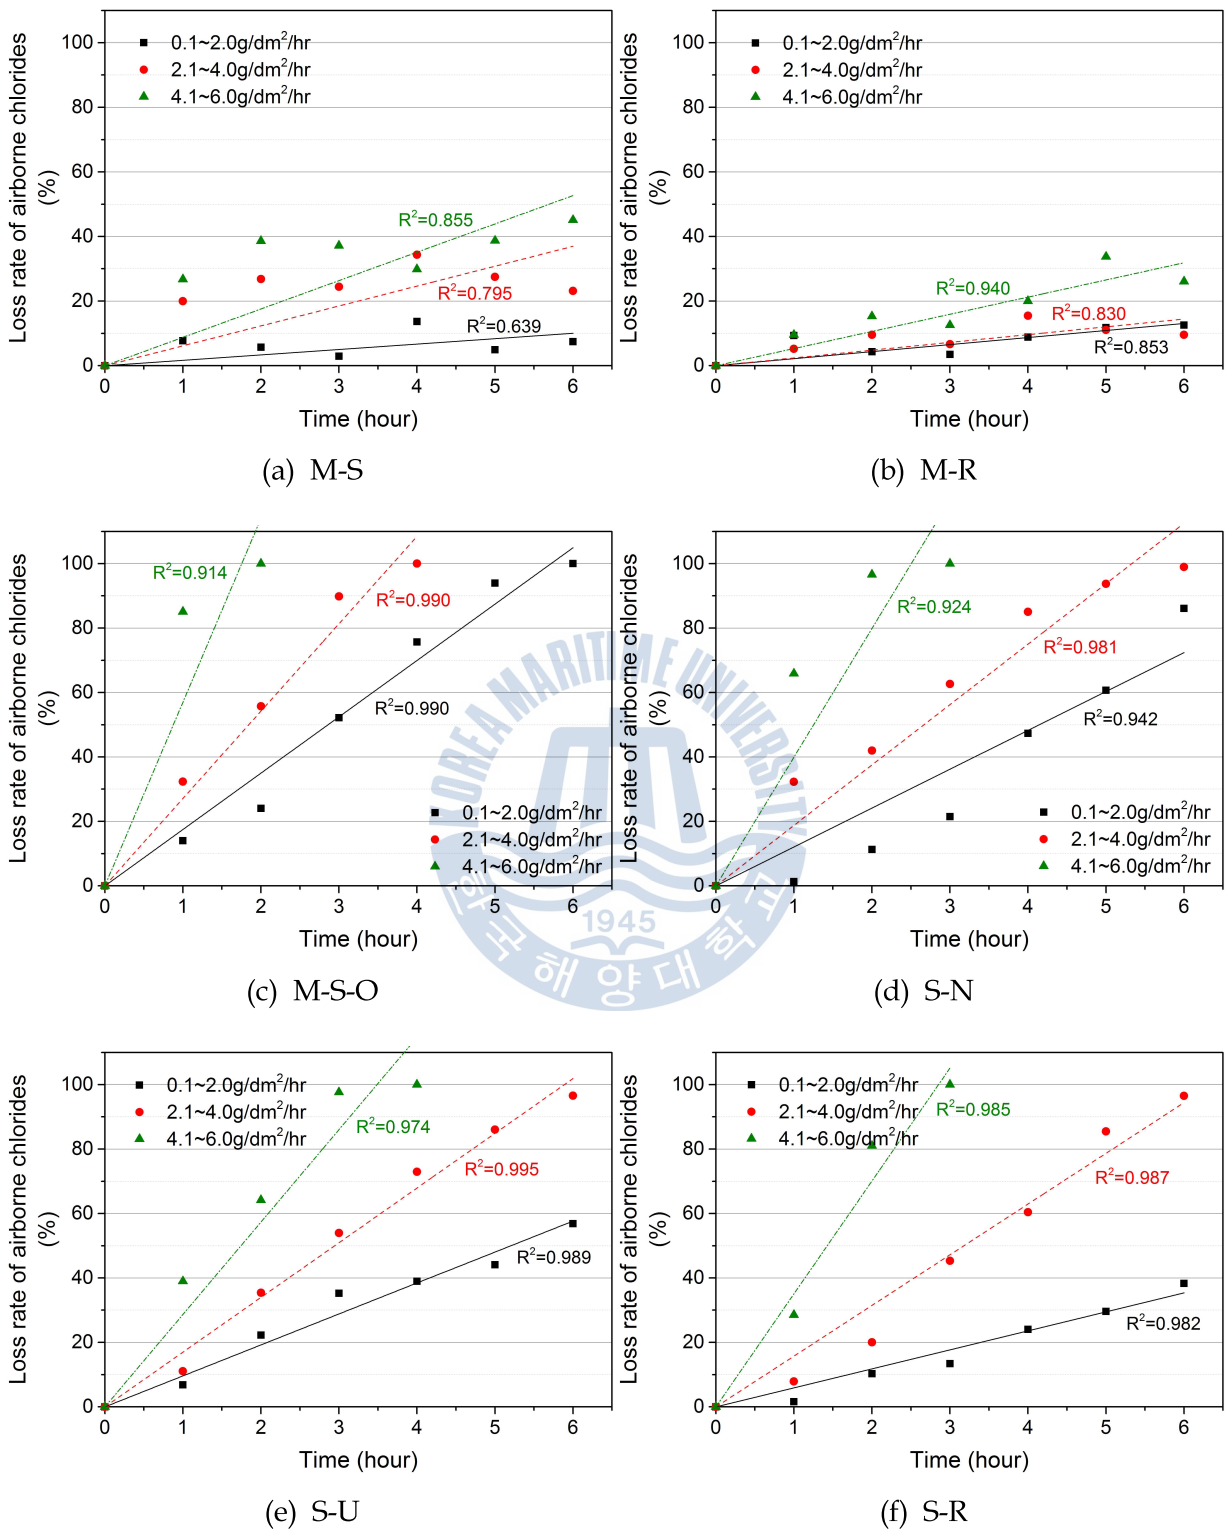 Loss rate of airborne chlorides
(%)
100
80
60
40
20
0
0.1~2.0g/dm²/hr
2.1~4.0g/dm²/hr
4.1~6.0g/dm²/hr
R²=0.855
R²=0.795
R²=0.639
0 1 2 3 4 5 6
Time (hour)
(a) M-S
Loss rate of airborne chlorides
(%)
100
80
60
40
20
0
0.1~2.0g/dm²/hr
2.1~4.0g/dm²/hr
4.1~6.0g/dm²/hr
R²=0.940
R²=0.830
R²=0.853
0 1 2 3 4 5 6
Time (hour)
(b) M-R
Loss rate of airborne chlorides
(%)
100
80
60
40
20
0
R²=0.914
R²=0.990
R²=0.990
0.1~2.0g/dm²/hr
2.1~4.0g/dm²/hr
4.1~6.0g/dm²/hr
0 1 2 3 4 5 6
Time (hour)
(c) M-S-O
Loss rate of airborne chlorides
(%)
100
80
60
40
20
0
R²=0.924
R²=0.981
R²=0.942
0.1~2.0g/dm²/hr
2.1~4.0g/dm²/hr
4.1~6.0g/dm²/hr
0 1 2 3 4 5 6
Time (hour)
(d) S-N
KOREA MARITIME UNIVERSITY
1945
한국해양대학교
Loss rate of airborne chlorides
(%)
100
80
60
40
20
0
0.1~2.0g/dm²/hr
2.1~4.0g/dm²/hr
4.1~6.0g/dm²/hr
R²=0.974
R²=0.995
R²=0.989
0 1 2 3 4 5 6
Time (hour)
(e) S-U
Loss rate of airborne chlorides
(%)
100
80
60
40
20
0
0.1~2.0g/dm²/hr
2.1~4.0g/dm²/hr
4.1~6.0g/dm²/hr
R²=0.985
R²=0.987
R²=0.982
0 1 2 3 4 5 6
Time (hour)
(f) S-R